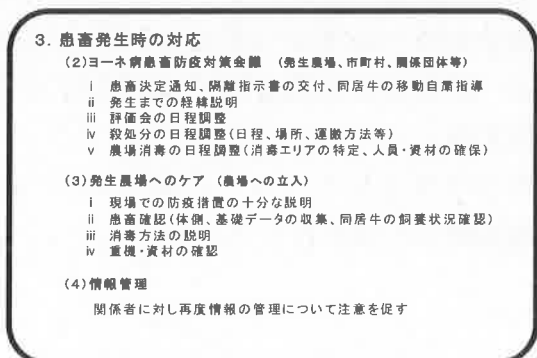 3. 患畜発生時の対応
(2)ヨーネ病患畜防疫対策会議 (発生農場、市町村、関係団体等)
i 患畜決定通知、隔離指示書の交付、同居牛の移動自粛指導
ii 発生までの経緯説明
iii 評価会の日程調整
iv 殺処分の日程調整(日程、場所、運搬方法等)
v 農場消毒の日程調整(消毒エリアの特定、人員・資材の確保)
(3)発生農場へのケア (農場への立入)
i 現場での防疫措置の十分な説明
ii 患畜確認(体側、基礎データの収集、同居牛の飼養状況確認)
iii 消毒方法の説明
iv 重機・資材の確認
(4)情報管理
関係者に対し再度情報の管理について注意を促す